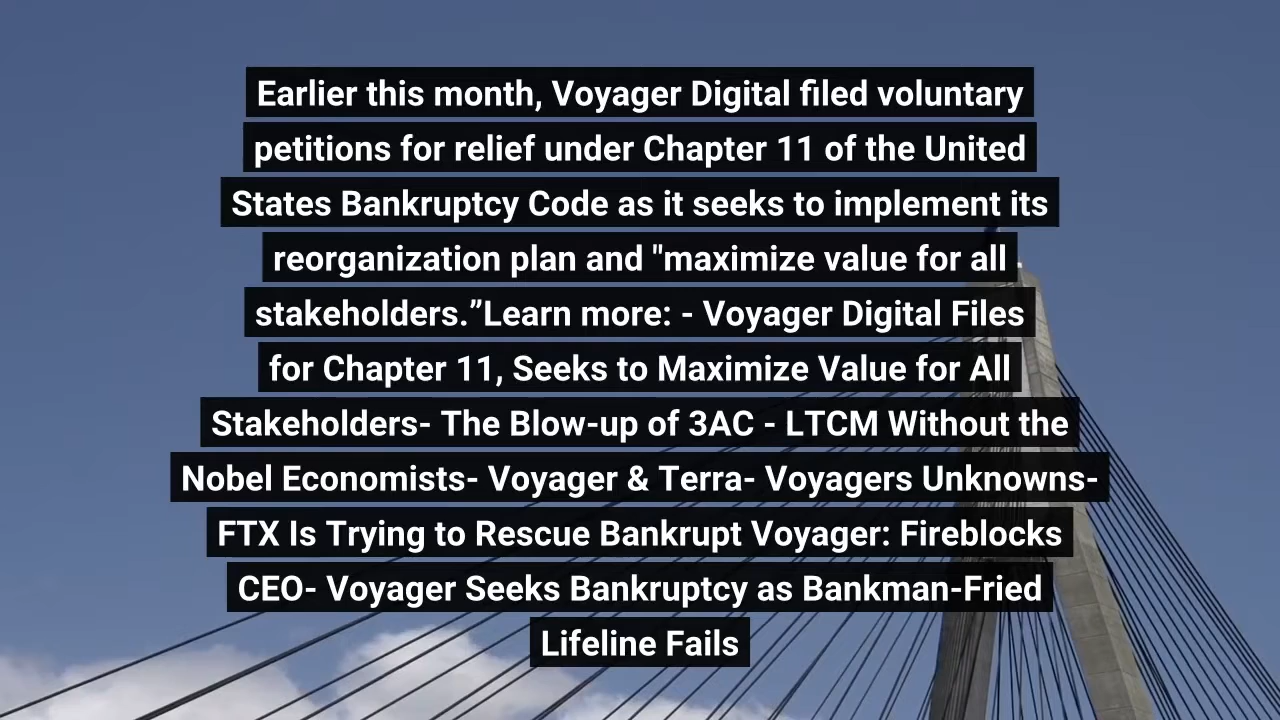 Earlier this month, Voyager Digital filed voluntary
petitions for relief under Chapter 11 of the United
States Bankruptcy Code as it seeks to implement its
reorganization plan and "maximize value for all
stakeholders.”Learn more: - Voyager Digital Files
for Chapter 11, Seeks to Maximize Value for All
Stakeholders- The Blow-up of 3AC - LTCM Without the
Nobel Economists- Voyager & Terra- Voyagers Unknowns-
FTX Is Trying to Rescue Bankrupt Voyager: Fireblocks
CEO- Voyager Seeks Bankruptcy as Bankman-Fried
Lifeline Fails